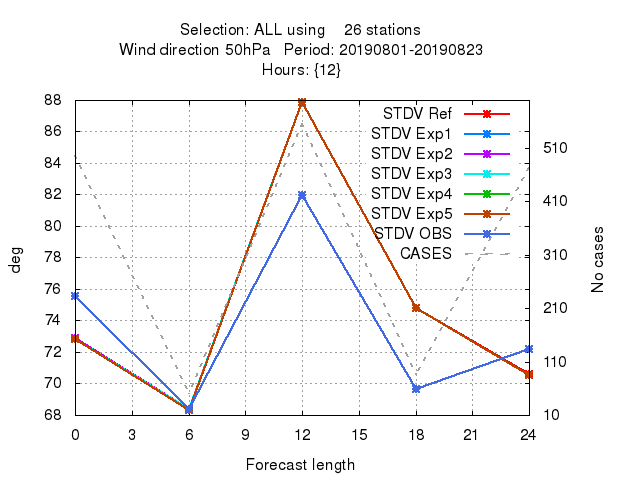 Selection: ALL using 26 stations
Wind direction 50hPa Period: 20190801-20190823
Hours: {12}
88
86
84
82
80
78
76
74
72
70
68
deg
STDV Ref
STDV Exp1
STDV Exp2
STDV Exp3
STDV Exp4
STDV Exp5
STDV OBS
CASES
510
410
310
210
110
10
No cases
0 3 6 9 12 15 18 21 24
Forecast length